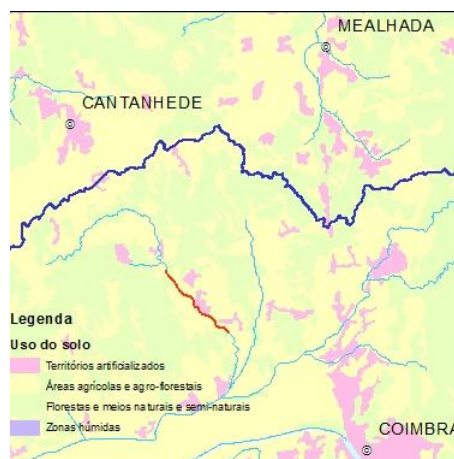 MEALHADA
CANTANHEDE
Legenda
Uso do solo
Territórios artificializados
Áreas agrícolas e agro-florestais
Florestas e meios naturais e semi-naturais
Zonas húmidas
COIMBRA